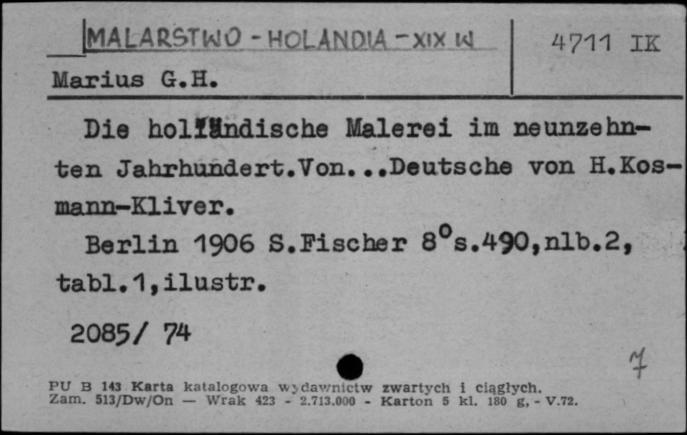 MALARSTWO - HOLANDIA - XIX W
4711 IK
Marius G.H.
Die holländische Malerei im neunzehn-
ten Jahrhundert.Von...Deutsche von H.Kos-
mann-Kliver.
Berlin 1906 S.Fischer 8⁰s.490,nlb.2,
tabl.1,ilustr.
2085/ 74
7
PU B 143 Karta katalogowa wydawnictw zwartych i ciągłych.
Zam. 513/Dw/On — Wrak 423 - 2.713.000 - Karton 5 kl. 180 g, - V.72.